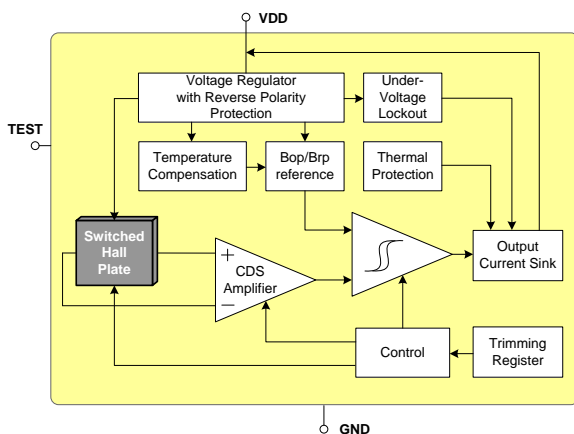 VDD
Voltage Regulator
with Reverse Polarity
Protection
Under-
Voltage
Lockout
TEST
Temperature
Compensation
Bop/Brp
reference
Thermal
Protection
Switched
Hall
Plate
+
CDS
Amplifier
−
Output
Current Sink
Control
Trimming
Register
GND